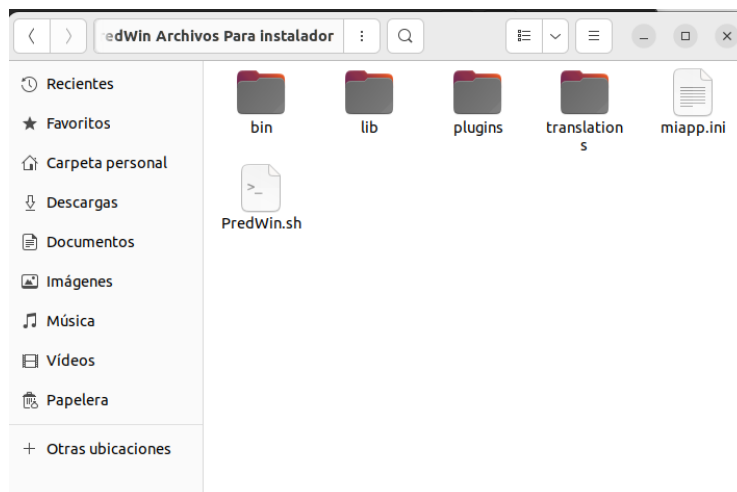 edWin Archivos Para instalador
Recientes
Favoritos
Carpeta personal
Descargas
Documentos
Imágenes
Música
Vídeos
Papelera
Otras ubicaciones
bin
lib
plugins
translation
s
miapp.ini
>_
PredWin.sh